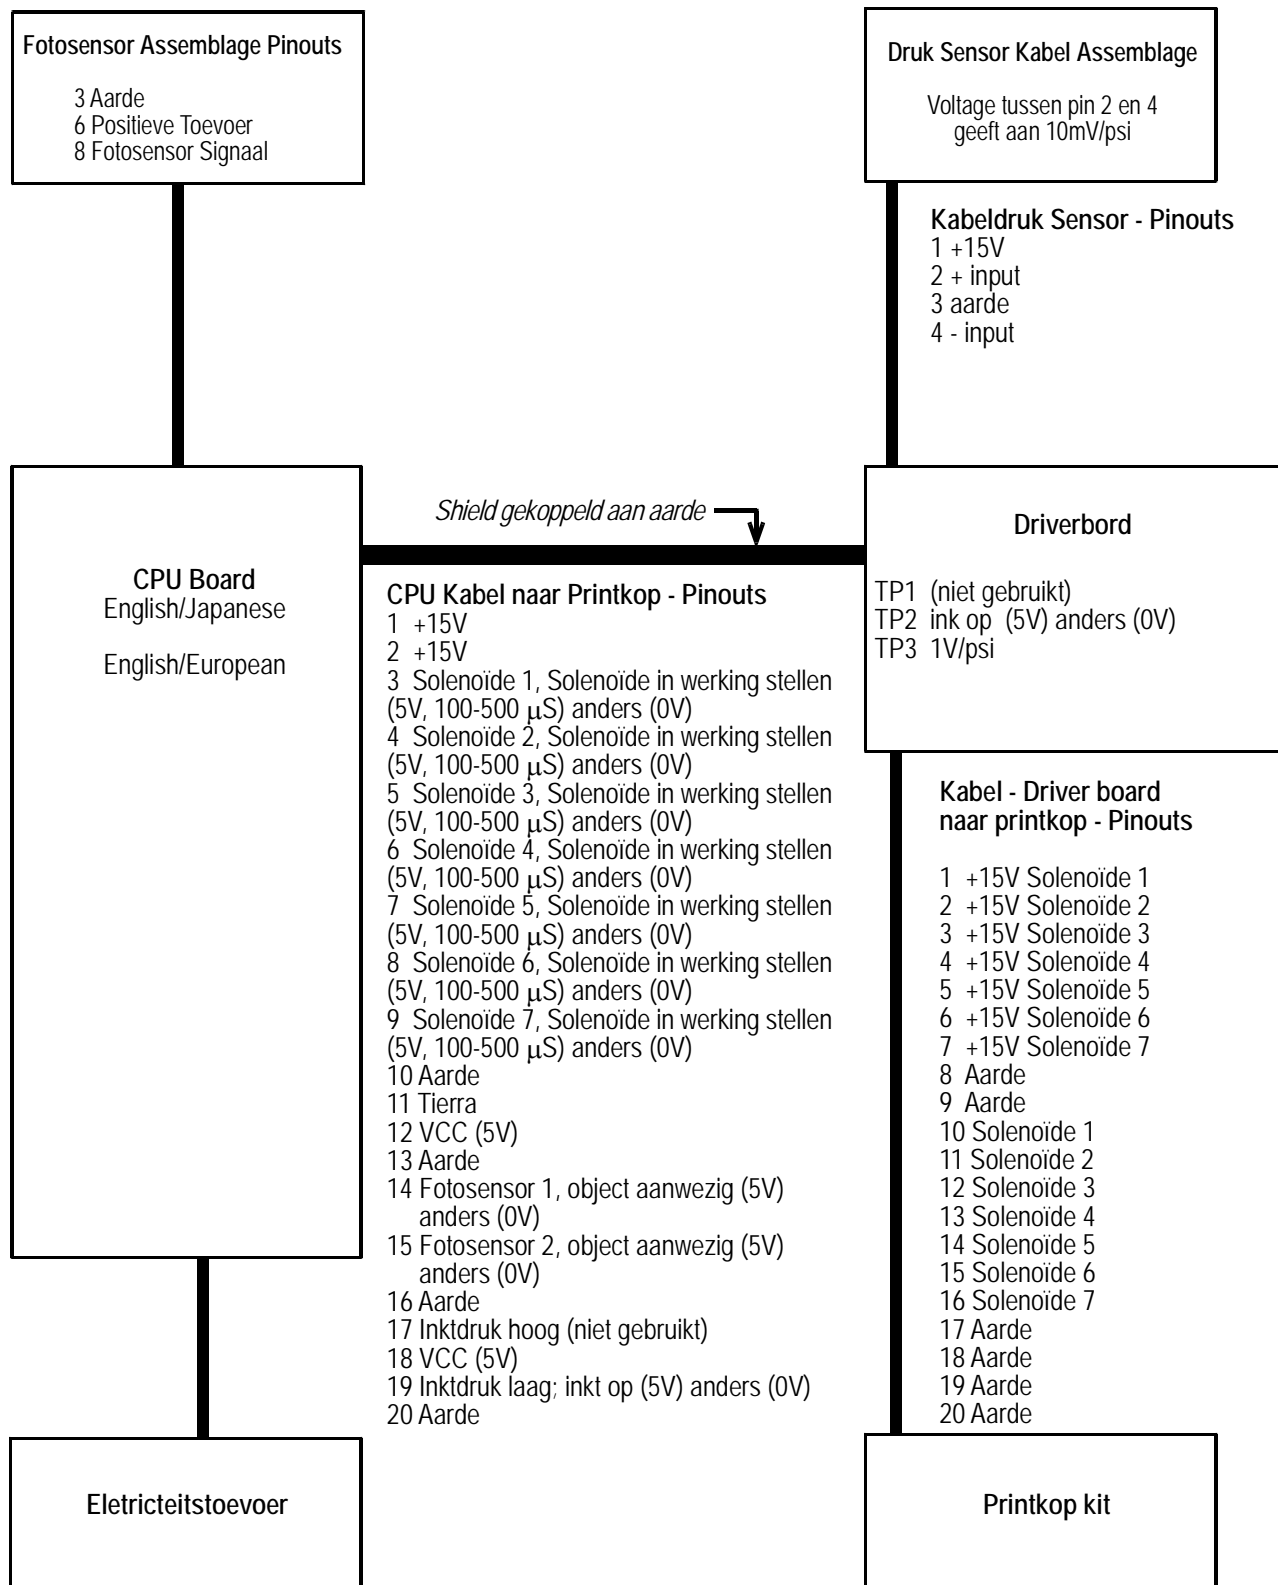 Fotosensor Assemblage Pinouts
3 Aarde
6 Positieve Toevoer
8 Fotosensor Signaal
Druk Sensor Kabel Assemblage
Voltage tussen pin 2 en 4
geeft aan 10mV/psi
Kabeldruk Sensor - Pinouts
1 +15V
2 + input
3 aarde
4 - input
CPU Board
English/Japanese
English/European
Shield gekoppeld aan aarde
Driverbord
TP1 (niet gebruikt)
TP2 ink op (5V) anders (0V)
TP3 1V/psi
CPU Kabel naar Printkop - Pinouts
1 +15V
2 +15V
3 Solenoïde 1, Solenoïde in werking stellen
(5V, 100-500 µS) anders (0V)
4 Solenoïde 2, Solenoïde in werking stellen
(5V, 100-500 µS) anders (0V)
5 Solenoïde 3, Solenoïde in werking stellen
(5V, 100-500 µS) anders (0V)
6 Solenoïde 4, Solenoïde in werking stellen
(5V, 100-500 µS) anders (0V)
7 Solenoïde 5, Solenoïde in werking stellen
(5V, 100-500 µS) anders (0V)
8 Solenoïde 6, Solenoïde in werking stellen
(5V, 100-500 µS) anders (0V)
9 Solenoïde 7, Solenoïde in werking stellen
(5V, 100-500 µS) anders (0V)
10 Aarde
11 Tierra
12 VCC (5V)
13 Aarde
14 Fotosensor 1, object aanwezig (5V)
anders (0V)
15 Fotosensor 2, object aanwezig (5V)
anders (0V)
16 Aarde
17 Inktdruk hoog (niet gebruikt)
18 VCC (5V)
19 Inktdruk laag; inkt op (5V) anders (0V)
20 Aarde
Kabel - Driver board
naar printkop - Pinouts
1 +15V Solenoïde 1
2 +15V Solenoïde 2
3 +15V Solenoïde 3
4 +15V Solenoïde 4
5 +15V Solenoïde 5
6 +15V Solenoïde 6
7 +15V Solenoïde 7
8 Aarde
9 Aarde
10 Solenoïde 1
11 Solenoïde 2
12 Solenoïde 3
13 Solenoïde 4
14 Solenoïde 5
15 Solenoïde 6
16 Solenoïde 7
17 Aarde
18 Aarde
19 Aarde
20 Aarde
Eletricteitstoevoer
Printkop kit